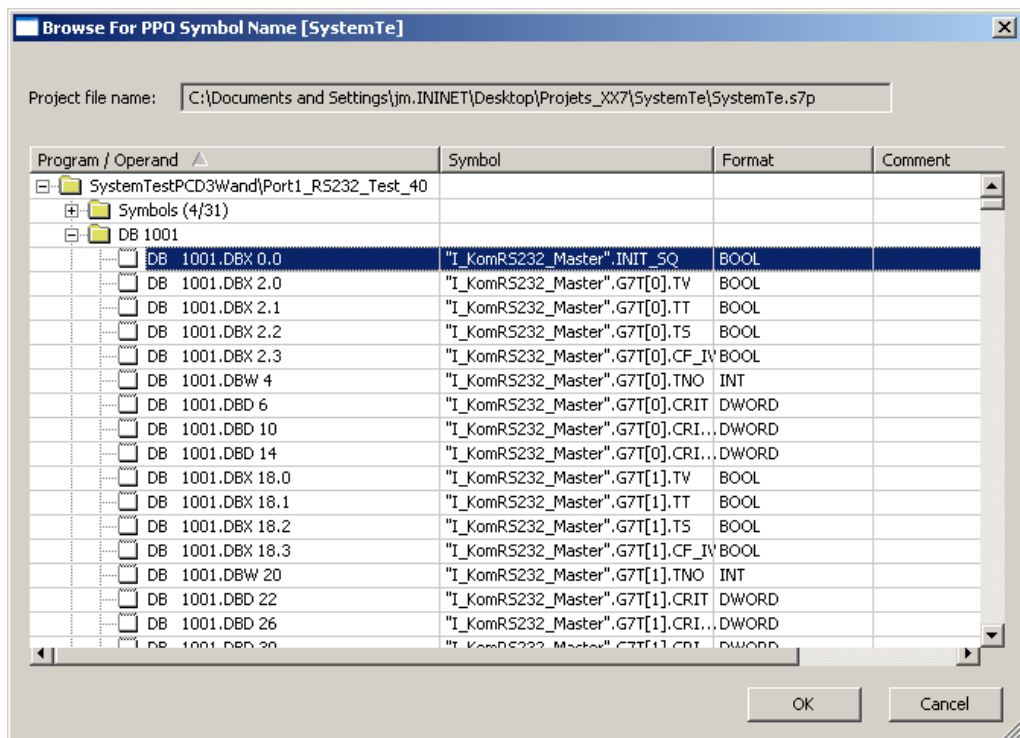 Browse For PPO Symbol Name [SystemTe]
Project file name: C:\Documents and Settings\jm.ININET\Desktop\Projets_XX7\SystemTe\SystemTe.s7p
Program / Operand Symbol Format Comment
SystemTestPCD3Wand\Port1_RS232_Test_40
Symbols (4/31)
DB 1001
DB 1001.DBX 0.0 "I_KomRS232_Master".INIT_SQ BOOL
DB 1001.DBX 2.0 "I_KomRS232_Master".G7T[0].TV BOOL
DB 1001.DBX 2.1 "I_KomRS232_Master".G7T[0].TT BOOL
DB 1001.DBX 2.2 "I_KomRS232_Master".G7T[0].TS BOOL
DB 1001.DBX 2.3 "I_KomRS232_Master".G7T[0].CF_IV BOOL
DB 1001.DBW 4 "I_KomRS232_Master".G7T[0].TNO INT
DB 1001.DBD 6 "I_KomRS232_Master".G7T[0].CRIT DWORD
DB 1001.DBD 10 "I_KomRS232_Master".G7T[0].CRI... DWORD
DB 1001.DBD 14 "I_KomRS232_Master".G7T[0].CRI... DWORD
DB 1001.DBX 18.0 "I_KomRS232_Master".G7T[1].TV BOOL
DB 1001.DBX 18.1 "I_KomRS232_Master".G7T[1].TT BOOL
DB 1001.DBX 18.2 "I_KomRS232_Master".G7T[1].TS BOOL
DB 1001.DBX 18.3 "I_KomRS232_Master".G7T[1].CF_IV BOOL
DB 1001.DBW 20 "I_KomRS232_Master".G7T[1].TNO INT
DB 1001.DBD 22 "I_KomRS232_Master".G7T[1].CRIT DWORD
DB 1001.DBD 26 "I_KomRS232_Master".G7T[1].CRI... DWORD
DB 1001.DBD 30 "I_KomRS232_Master".G7T[1].CRI... DWORD
OK Cancel